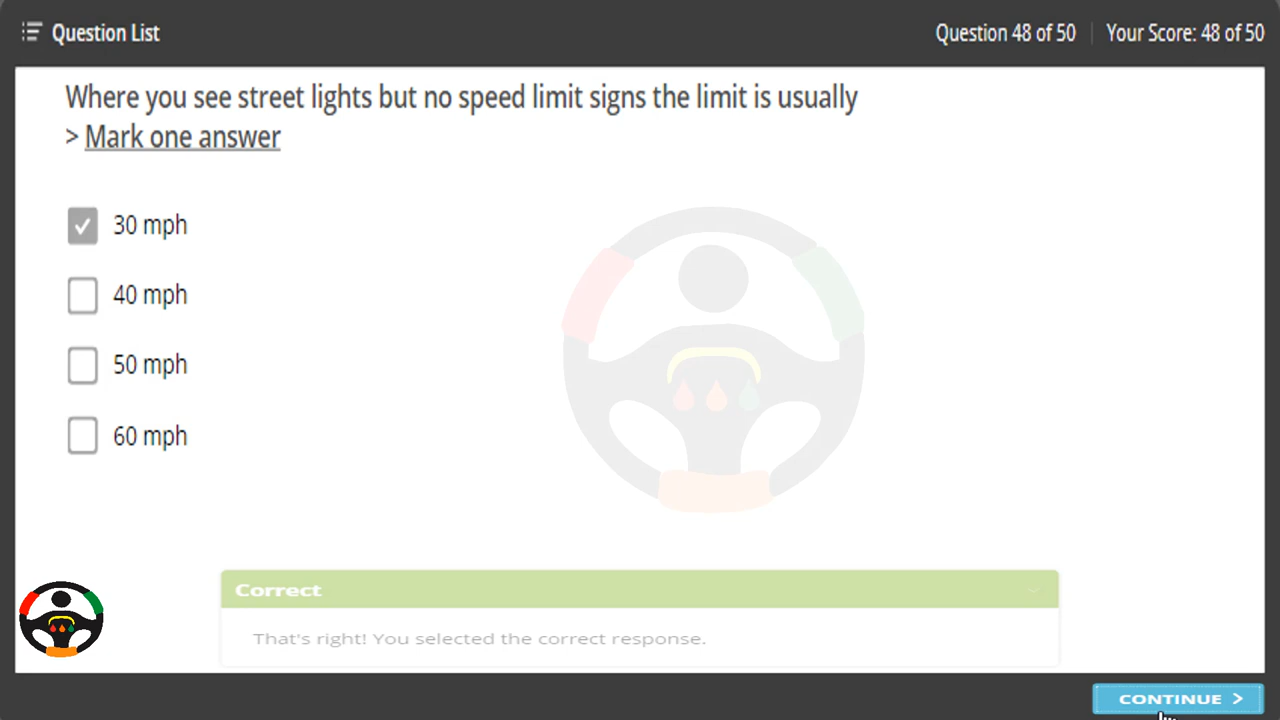 Question List
Question 48 of 50
Your Score: 48 of 50
Where you see street lights but no speed limit signs the limit is usually
> Mark one answer
30 mph
40 mph
50 mph
60 mph
Correct
That's right! You selected the correct response.
CONTINUE >